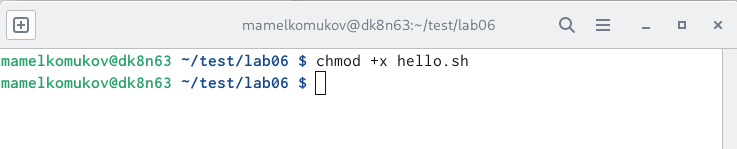 mamelkomukov@dk8n63:~/test/lab06
mamelkomukov@dk8n63 ~/test/lab06 $ chmod +x hello.sh
mamelkomukov@dk8n63 ~/test/lab06 $